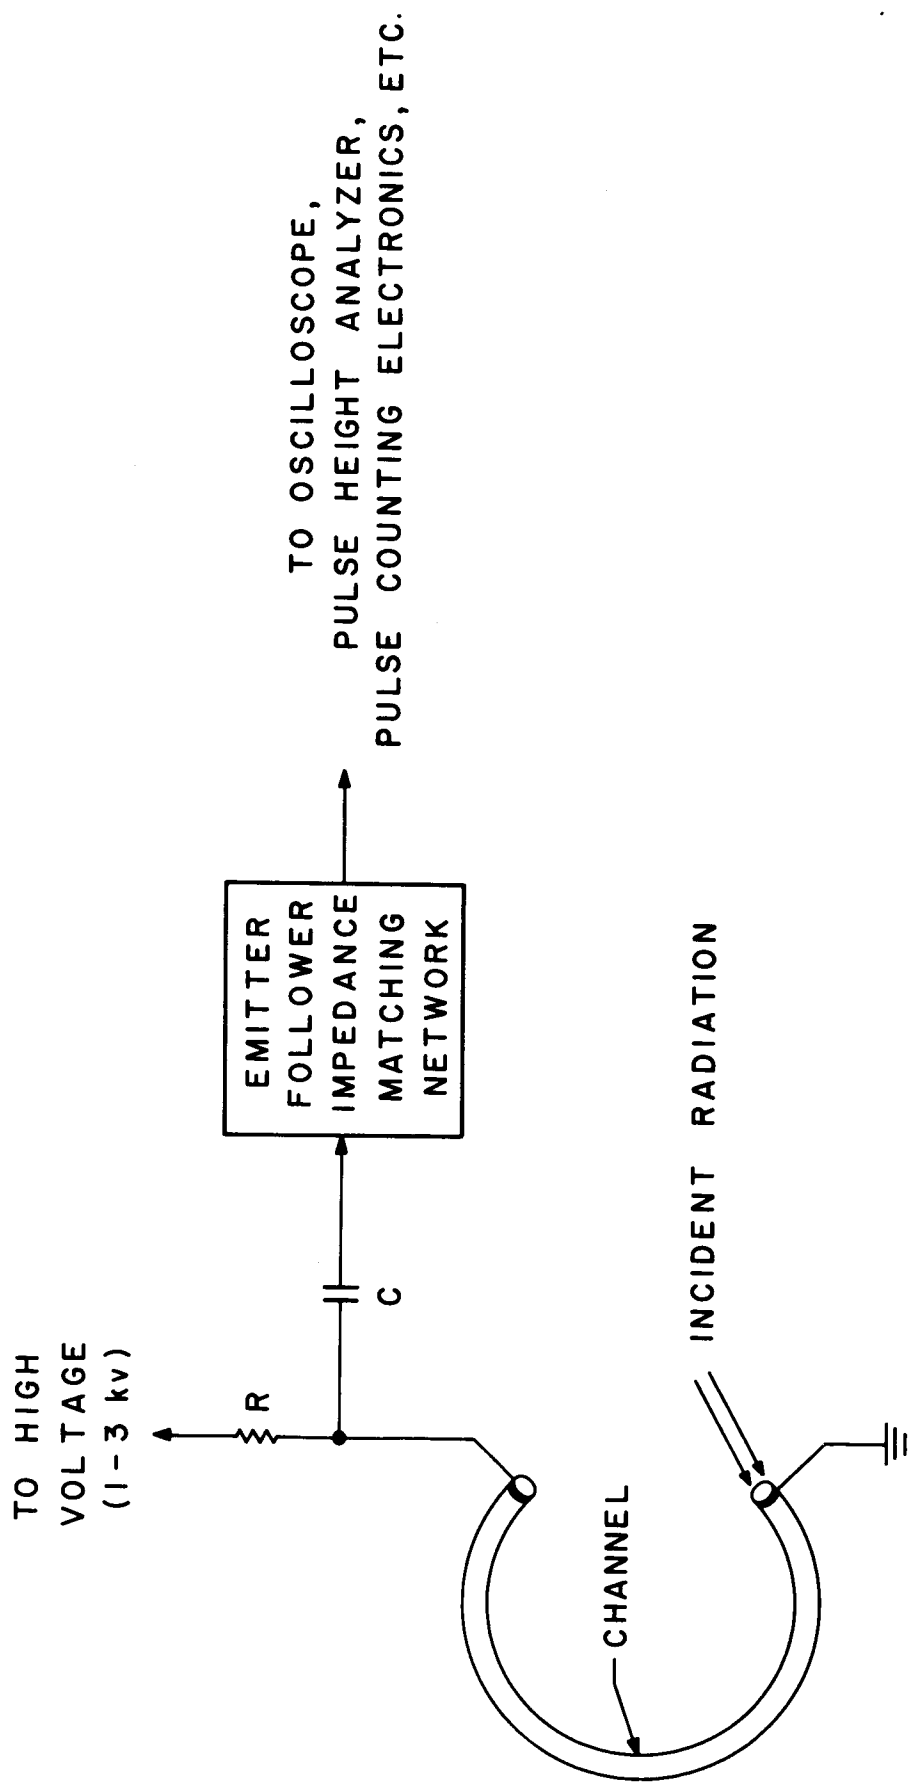 TO HIGH
VOLTAGE
(1-3 kv)
R
C
EMITTER
FOLLOWER
IMPEDANCE
MATCHING
NETWORK
TO OSCILLOSCOPE,
PULSE HEIGHT ANALYZER,
PULSE COUNTING ELECTRONICS, ETC.
CHANNEL
INCIDENT RADIATION